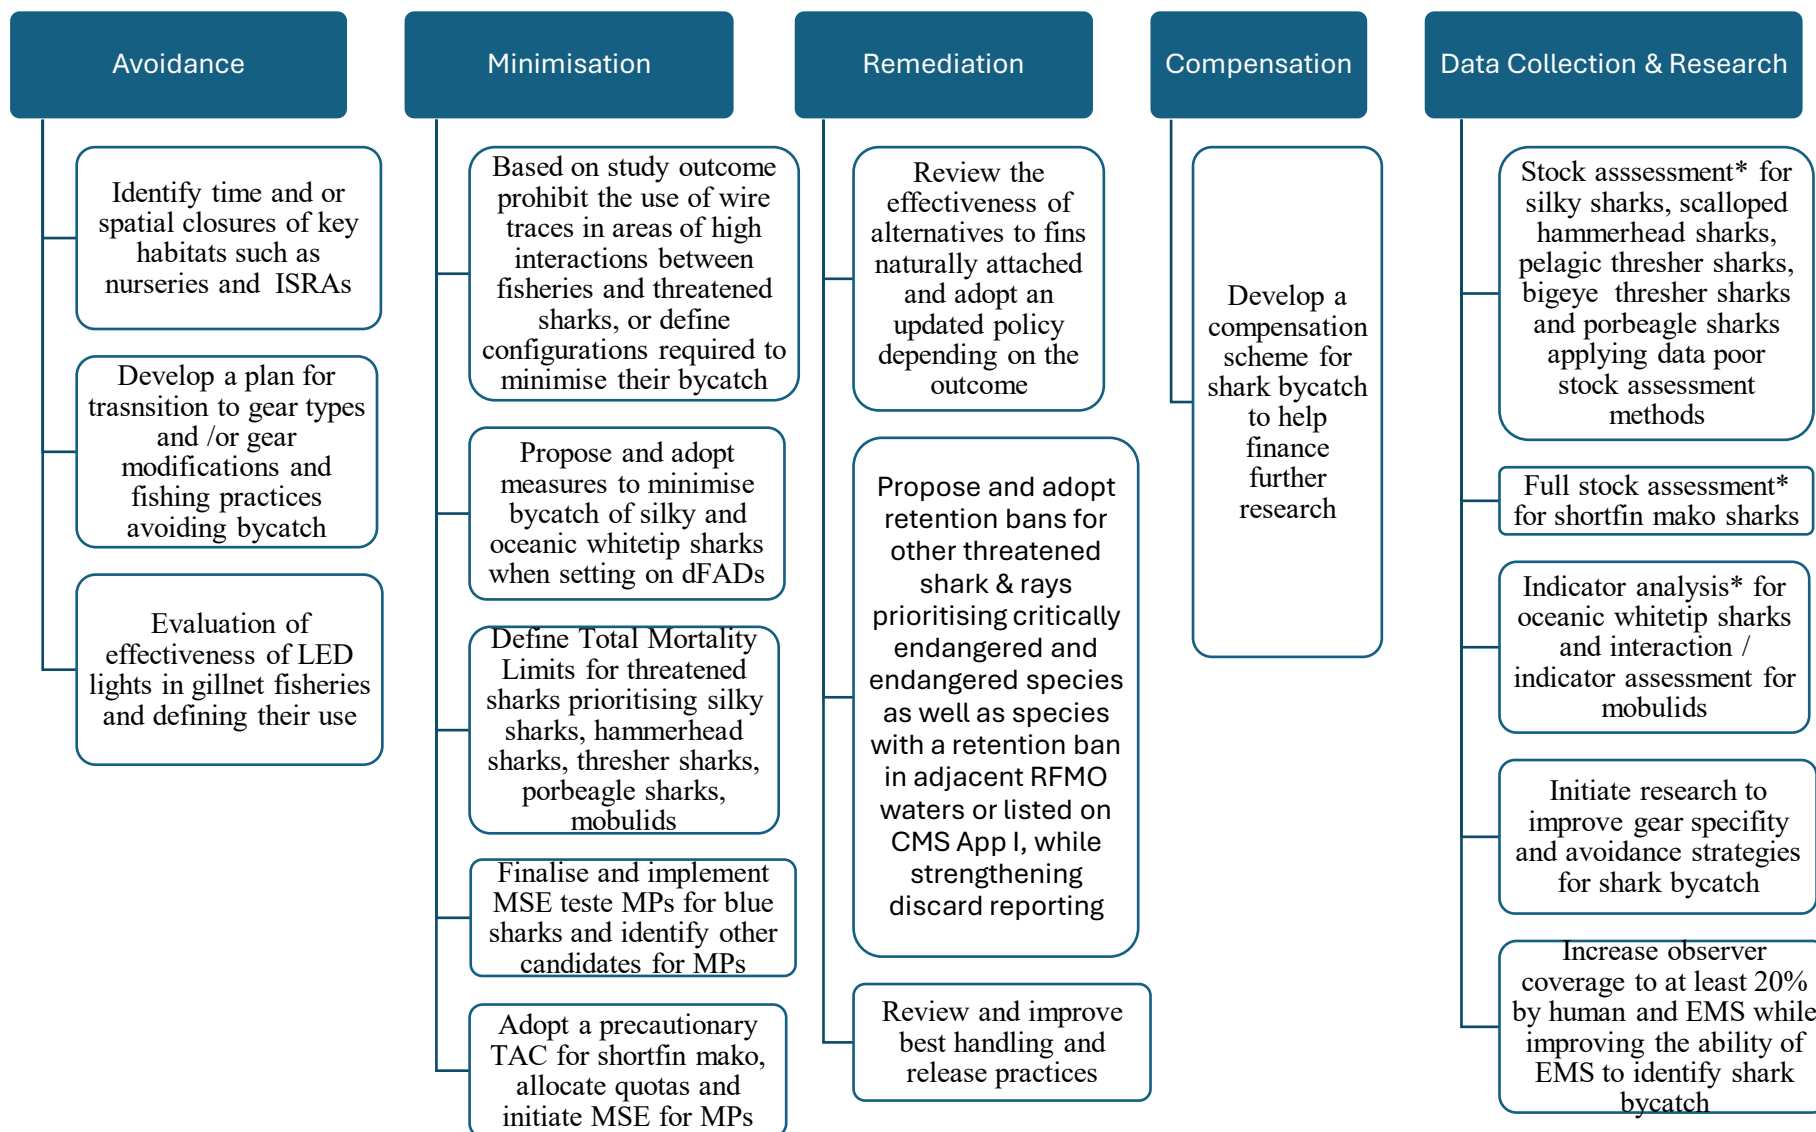 Avoidance
Identify time and or
spatial closures of key
habitats such as
nurseries and ISRAs
Develop a plan for
trasnsition to gear types
and /or gear
modifications and
fishing practices
avoiding bycatch
Evaluation of
effectiveness of LED
lights in gillnet fisheries
and defining their use
Minimisation
Based on study outcome
prohibit the use of wire
traces in areas of high
interactions between
fisheries and threatened
sharks, or define
configurations required to
minimise their bycatch
Propose and adopt
measures to minimise
bycatch of silky and
oceanic whitetip sharks
when setting on dFADs
Define Total Mortality
Limits for threatened
sharks prioritising silky
sharks, hammerhead
sharks, thresher sharks,
porbeagle sharks,
mobulids
Finalise and implement
MSE teste MPs for blue
sharks and identify other
candidates for MPs
Adopt a precautionary
TAC for shortfin mako,
allocate quotas and
initiate MSE for MPs
Remediation
Review the
effectiveness of
alternatives to fins
naturally attached
and adopt an
updated policy
depending on the
outcome
Propose and adopt
retention bans for
other threatened
shark & rays
prioritising critically
endangered and
endangered species
as well as species
with a retention ban
in adjacent RFMO
waters or listed on
CMS App I, while
strengthening
discard reporting
Review and improve
best handling and
release practices
Compensation
Develop a
compensation
scheme for
shark bycatch
to help
finance
further
research
Data Collection & Research
Stock asssessment* for
silky sharks, scalloped
hammerhead sharks,
pelagic thresher sharks,
bigeye thresher sharks
and porbeagle sharks
applying data poor
stock assessment
methods
Full stock assessment*
for shortfin mako sharks
Indicator analysis* for
oceanic whitetip sharks
and interaction /
indicator assessment for
mobulids
Initiate research to
improve gear specifity
and avoidance strategies
for shark bycatch
Increase observer
coverage to at least 20%
by human and EMS while
improving the ability of
EMS to identify shark
bycatch